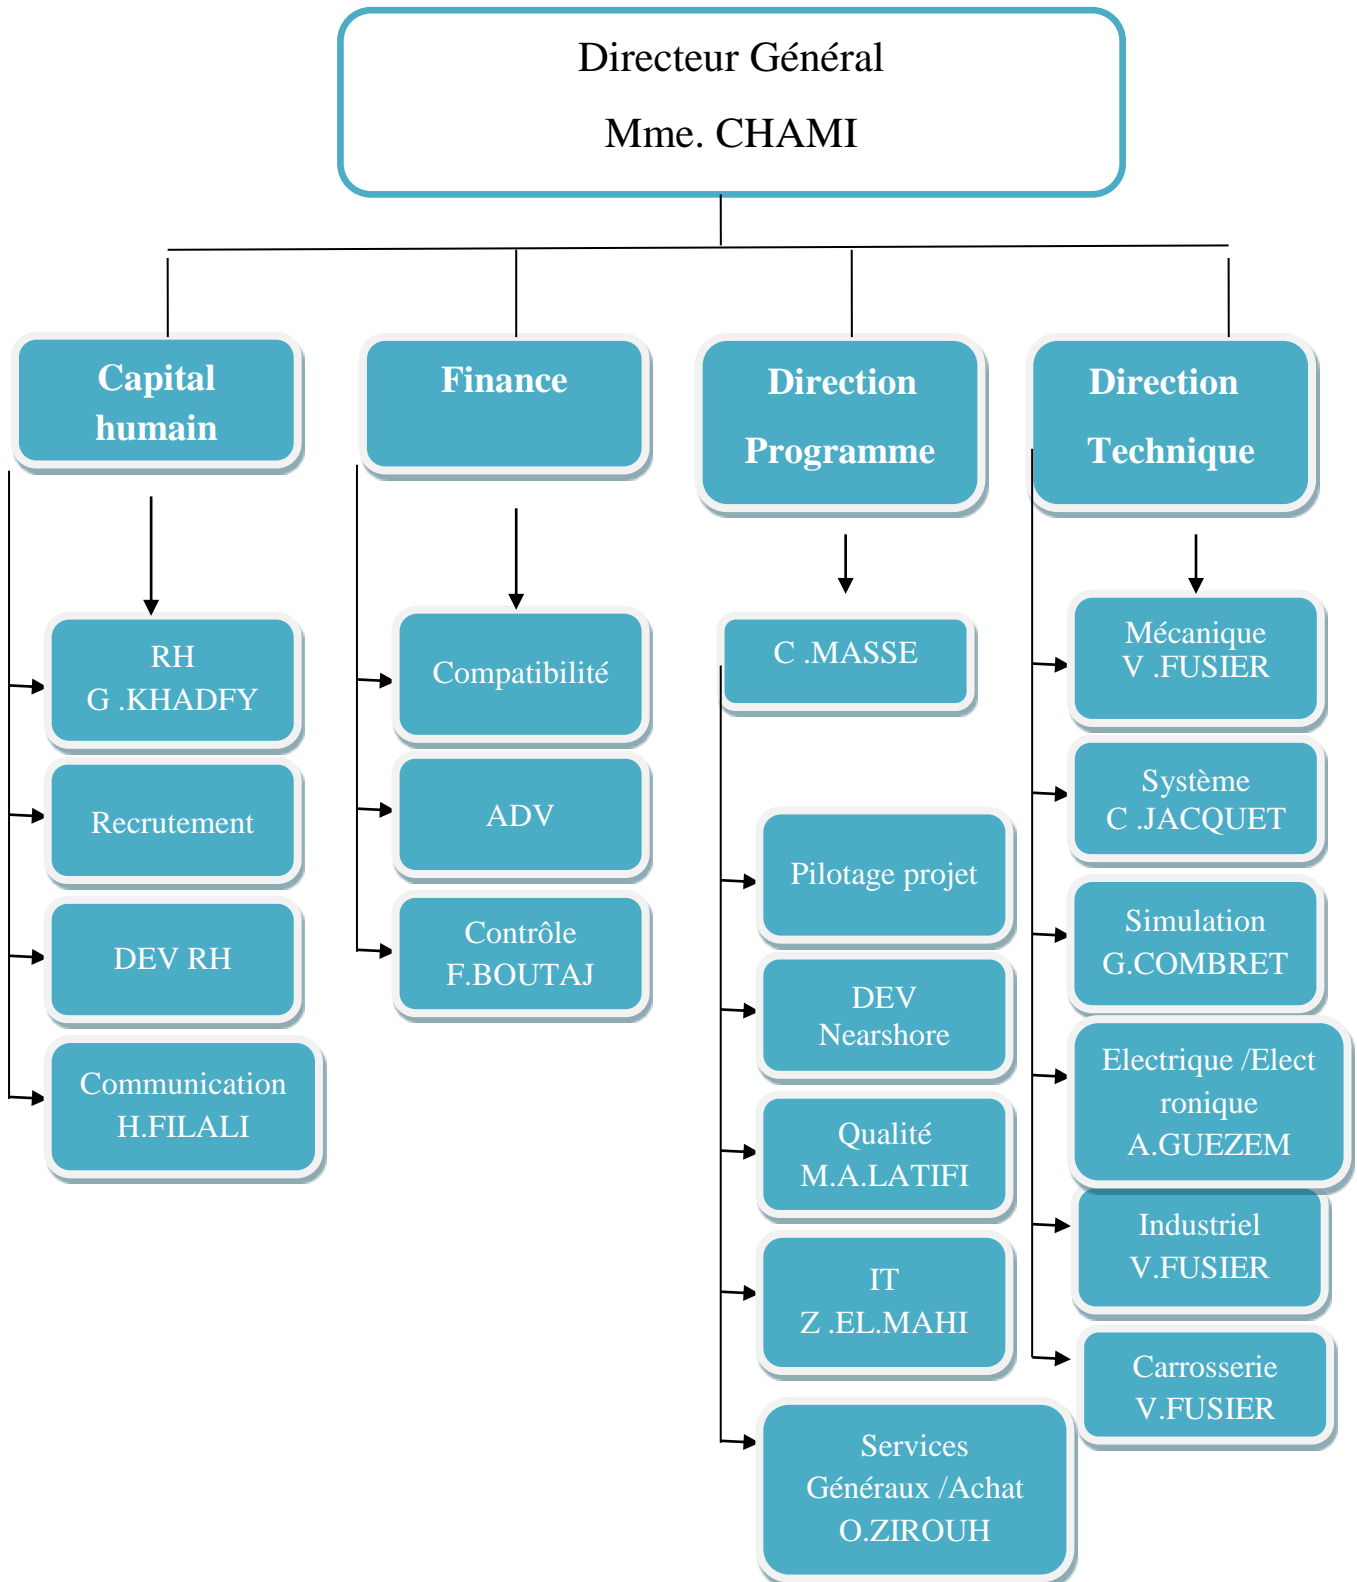 Directeur Général
Mme. CHAMI
Capital
humain
Finance
Direction
Programme
Direction
Technique
RH
G .KHADFY
Recrutement
DEV RH
Communication
H.FILALI
Compatibilité
ADV
Contrôle
F.BOUTAJ
C .MASSE
Pilotage projet
DEV
Nearshore
Qualité
M.A.LATIFI
IT
Z .EL.MAHI
Services
Généraux /Achat
O.ZIROUH
Mécanique
V .FUSIER
Système
C .JACQUET
Simulation
G.COMBRET
Electrique /Elect
ronique
A.GUEZEM
Industriel
V.FUSIER
Carrosserie
V.FUSIER